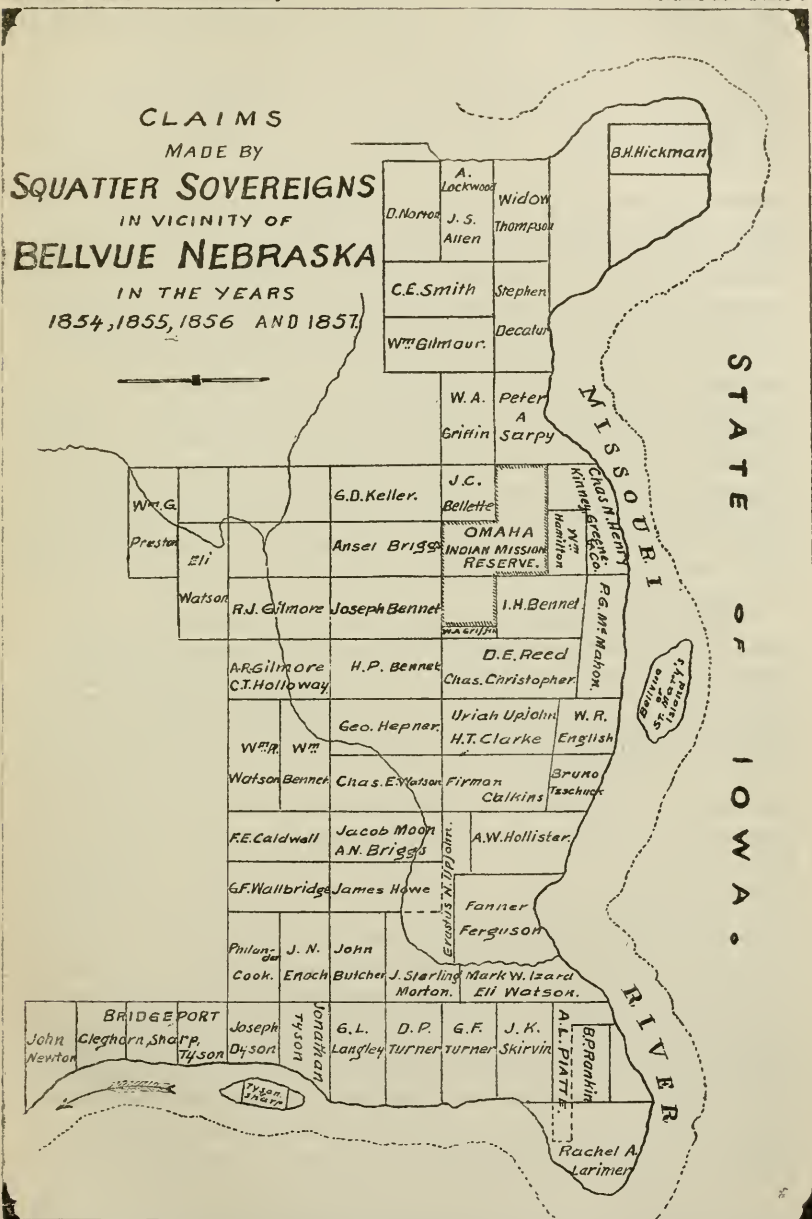 CLAIMS
MADE BY
SQUATTER SOVEREIGNS
IN VICINITY OF
BELLVUE NEBRASKA
IN THE YEARS
1854, 1855, 1856 AND 1857.
B.H. Hickman
D. Norton
A. Lockwood
J. S. Allen
Widow Thompson
C. E. Smith
Stephen Decatur
Wm Gilmour.
W. A. Griffin
Peter A Sarpy
MISSOURI
RIVER
STATE OF IOWA.
Wm. G. Preston
Eli Watson
G. D. Keller.
J. C. Bellette
Ansel Briggs
OMAHA
INDIAN MISSION
RESERVE.
Wm Hamilton
Kinney Greene & Co.
Chas H. Henry
R. J. Gilmore
Joseph Bennet
I. H. Bennet
W. A. Griffin
P. G. McMahon.
A. R. Gilmore
C. T. Holloway
H. P. Bennet
D. E. Reed
Chas. Christopher
Bellvue
or
St. Mary's
Island
Wm R. Watson
Wm Bennet
Geo. Hepner
Uriah Upjohn
H. T. Clarke
W. R. English
Chas. E. Watson
Firman Calkins
Bruno Tzschuck
F. E. Caldwell
Jacob Moon
A. N. Briggs
Erastus N. Upjohn.
A. W. Hollister.
G. F. Wallbridge
James Howe
Fanner Ferguson
Philander Cook.
J. N. Enoch
John Butcher
J. Sterling Morton.
Mark W. Izard
Eli Watson.
John Newton
BRIDGEPORT
Cleghorn, Sharp, Tyson
Joseph Dyson
Jonathan Tyson
G. L. Langley
D. P. Turner
G. F. Turner
J. K. Skirvin
A. L. PIATTE.
B. P. Rankin
Tyson
Sharp
Rachel A. Larimer